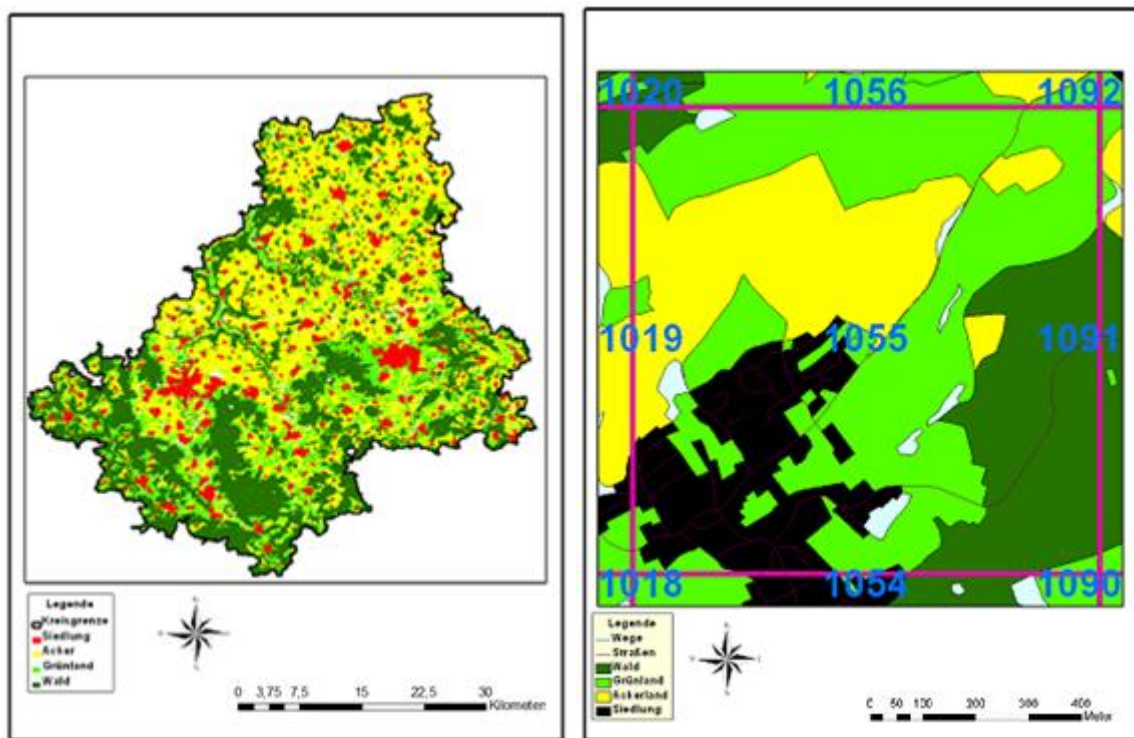 Legende
Kreisgrenze
Siedlung
Acker
Grünland
Wald
0 3,75 7,5 15 22,5 30
Kilometer
1020 1056 1092
1019 1055 1091
1018 1054 1090
Legende
Wege
Straßen
Wald
Grünland
Ackerland
Siedlung
0 50 100 200 300 400
Meter